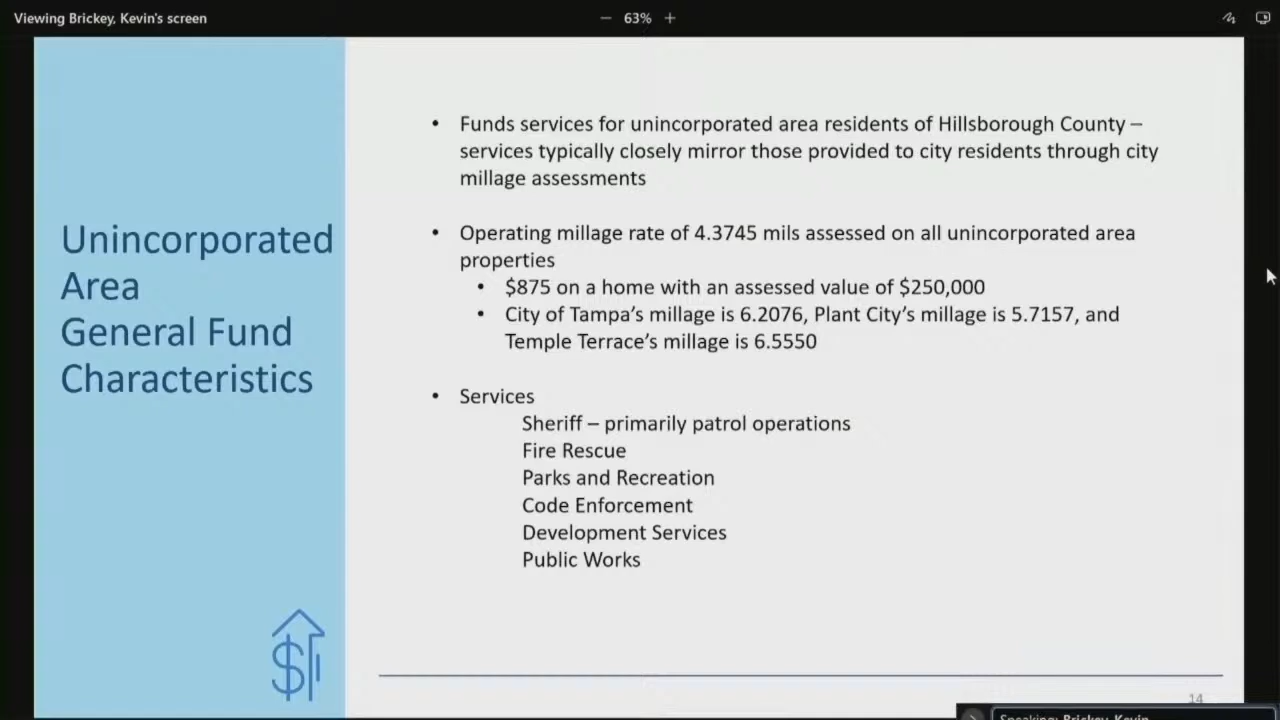 Viewing Brickey, Kevin's screen
63%
Unincorporated
Area
General Fund
Characteristics
• Funds services for unincorporated area residents of Hillsborough County –
services typically closely mirror those provided to city residents through city
millage assessments
• Operating millage rate of 4.3745 mils assessed on all unincorporated area
properties
• $875 on a home with an assessed value of $250,000
• City of Tampa’s millage is 6.2076, Plant City’s millage is 5.7157, and
Temple Terrace’s millage is 6.5550
• Services
Sheriff – primarily patrol operations
Fire Rescue
Parks and Recreation
Code Enforcement
Development Services
Public Works
14
Speaking: Brickey, Kevin